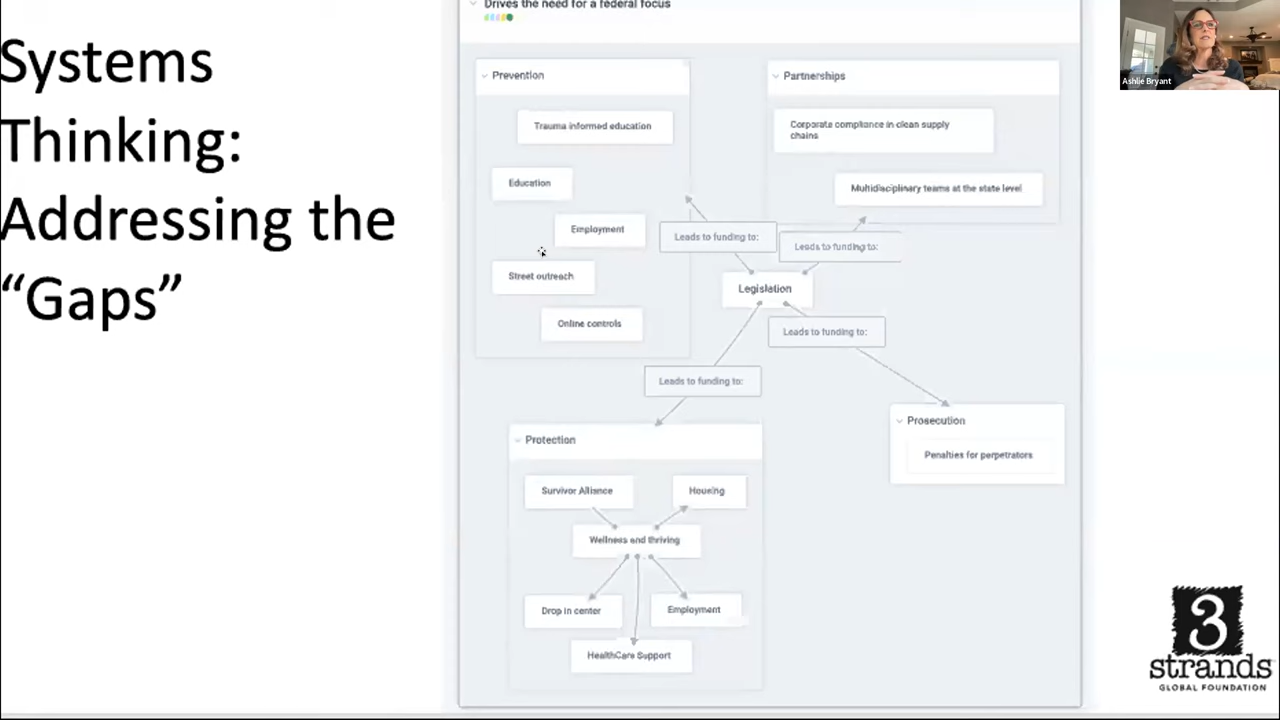 Systems
Thinking:
Addressing the
“Gaps”
Drives the need for a federal focus
Prevention
Trauma informed education
Education
Employment
Street outreach
Online controls
Partnerships
Corporate compliance in clean supply
chains
Multidisciplinary teams at the state level
Leads to funding to:
Leads to funding to:
Legislation
Leads to funding to:
Leads to funding to:
Protection
Survivor Alliance
Housing
Wellness and thriving
Drop in center
Employment
HealthCare Support
Prosecution
Penalties for perpetrators
Ashlie Bryant
3
strands
GLOBAL FOUNDATION